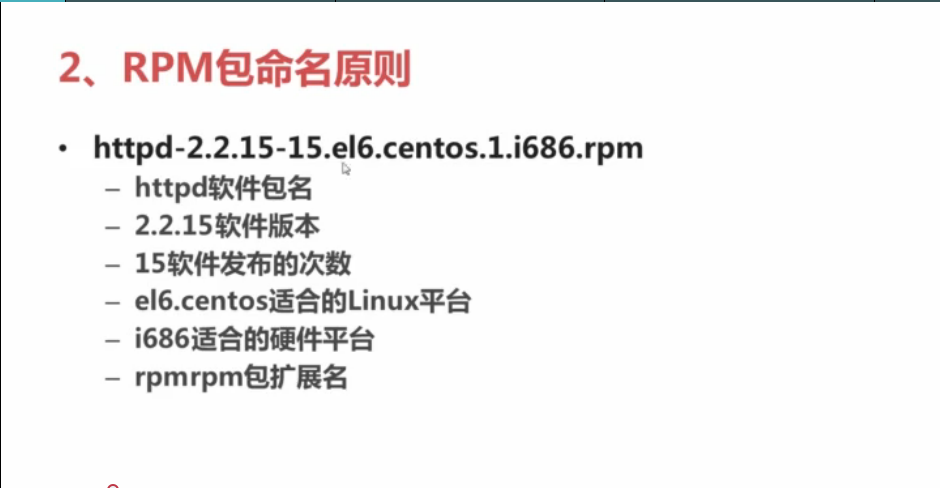 2、RPM包命名原则
• httpd-2.2.15-15.el6.centos.1.i686.rpm
– httpd软件包名
– 2.2.15软件版本
– 15软件发布的次数
– el6.centos适合的Linux平台
– i686适合的硬件平台
– rpmrpm包扩展名